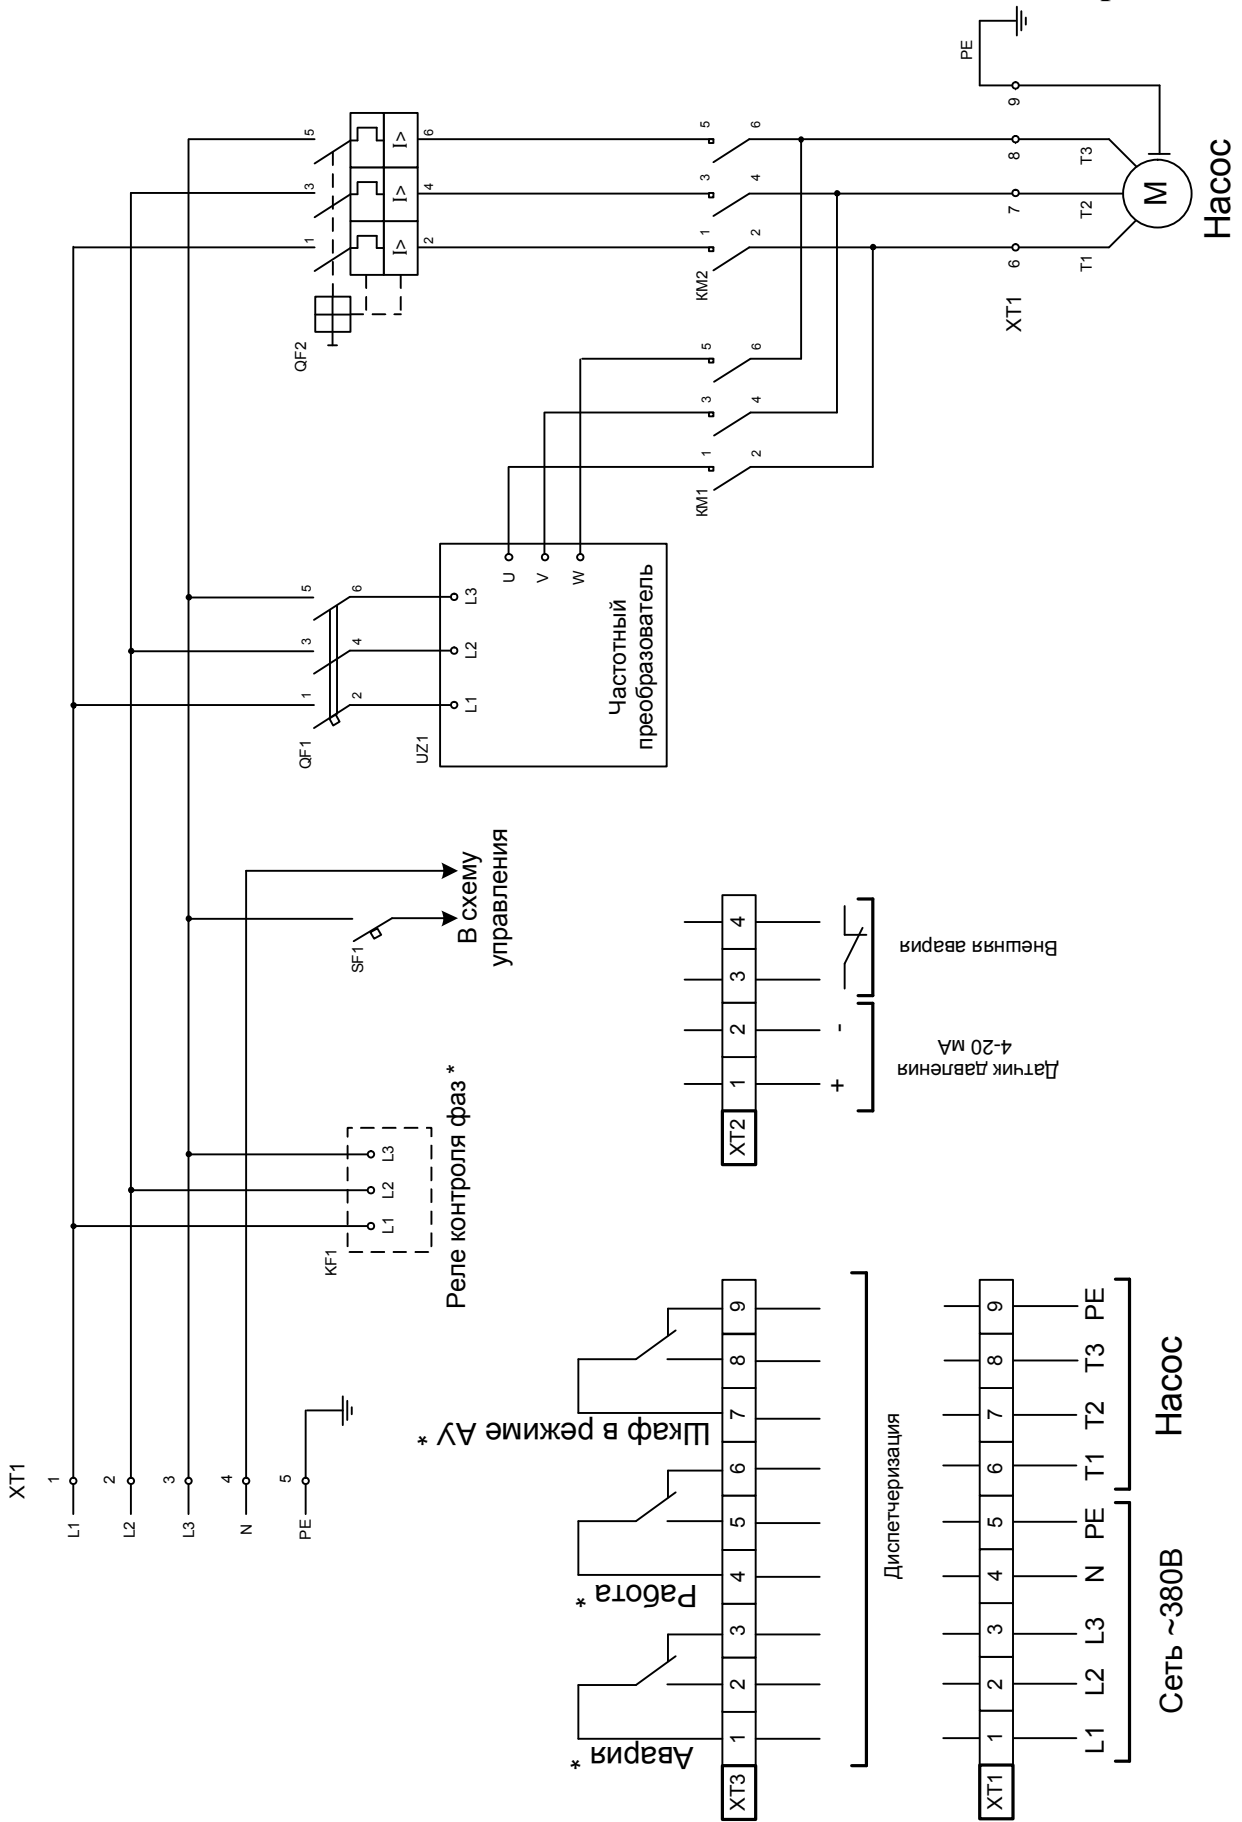 XT1
1
2
3
4
5
L1
L2
L3
N
PE
KF1
L1
L2
L3
Реле контроля фаз *
SF1
В схему
управления
QF1
1
3
5
2
4
6
UZ1
L1
L2
L3
U
V
W
Частотный
преобразователь
QF2
1
3
5
I>
I>
I>
2
4
6
KM1
1
3
5
2
4
6
KM2
1
3
5
2
4
6
XT1
6
7
8
9
PE
T1
T2
T3
M
Насос
Авария *
Работа *
Шкаф в режиме АУ *
XT3
1
2
3
4
5
6
7
8
9
Диспетчеризация
XT2
1
2
3
4
+
-
Датчик давления
4-20 мА
Внешняя авария
XT1
1
2
3
4
5
6
7
8
9
L1
L2
L3
N
PE
T1
T2
T3
PE
Сеть ~380В
Насос